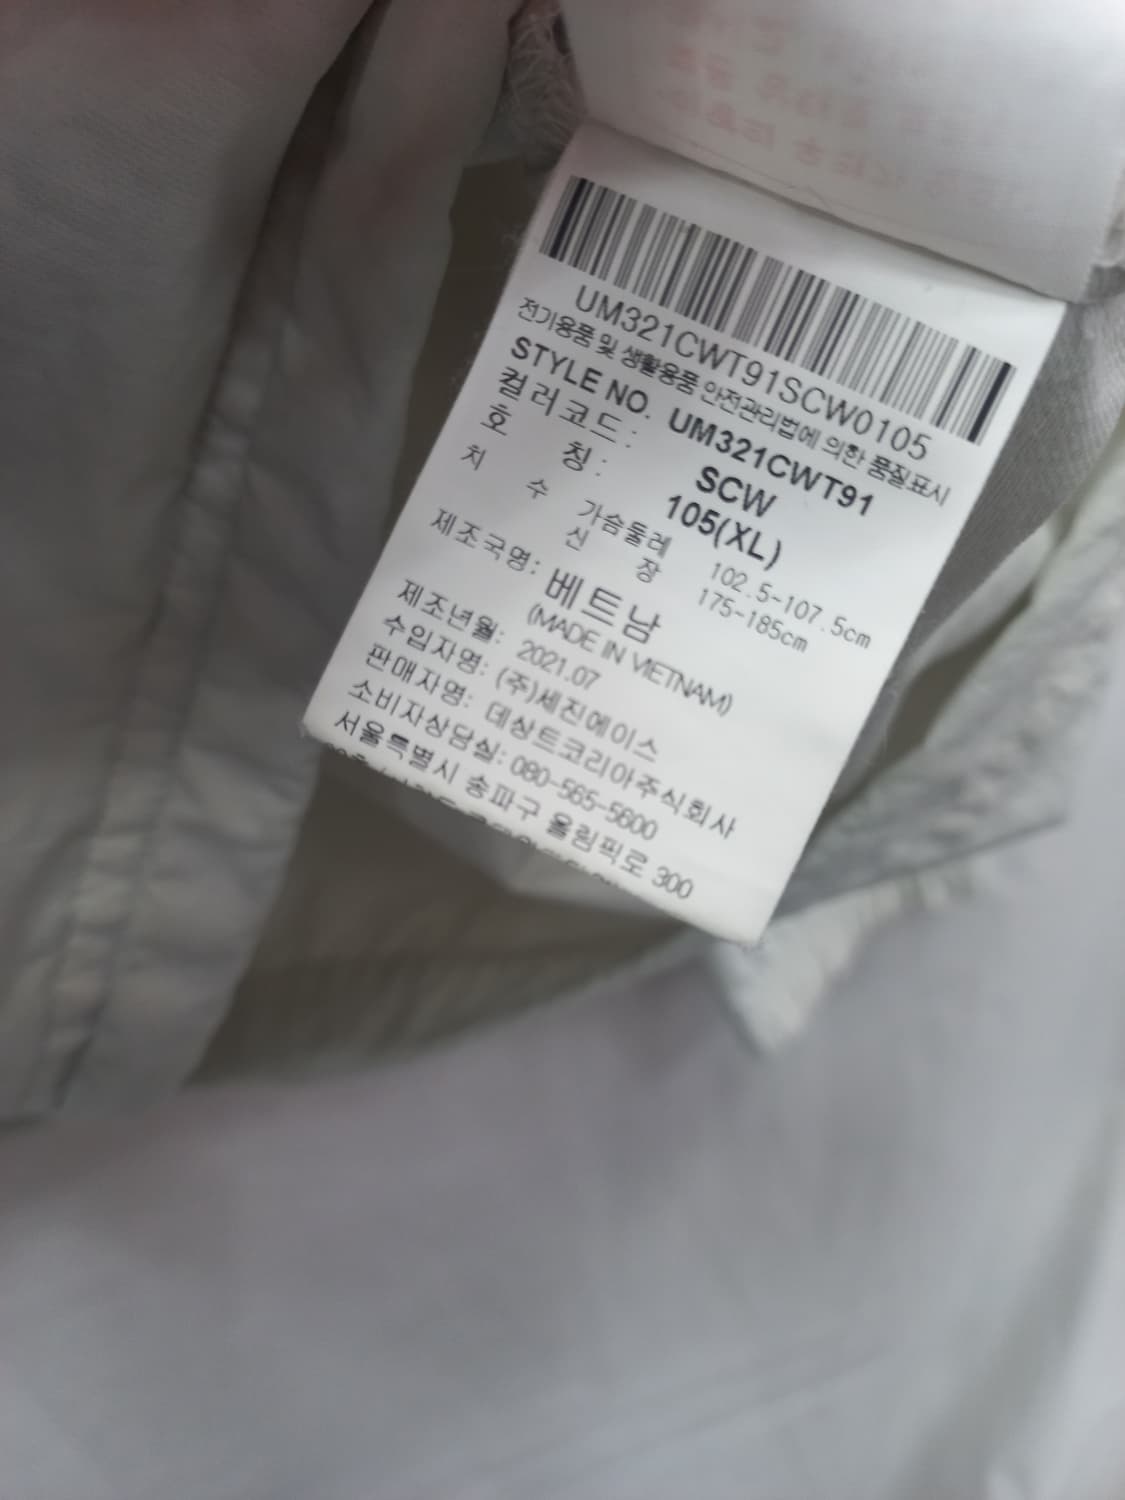 UM321CWT91SCW0105
전기용품 및 생활용품 안전관리법에 의한 품질표시
STYLE NO. UM321CWT91
컬러코드: SCW
호 칭: 105(XL)
치 수 가슴둘레 102.5-107.5cm
신 장 175-185cm
제조국명: 베트남
(MADE IN VIETNAM)
제조년월: 2021.07
수입자명: (주)세진에이스
판매자명: 데상트코리아주식회사
소비자상담실: 080-565-5600
서울특별시 송파구 올림픽로 300